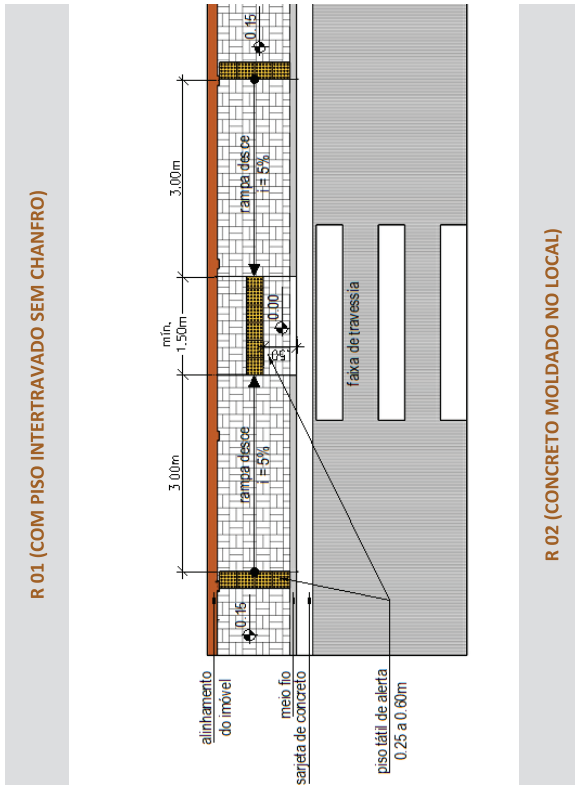 R 01 (COM PISO INTERTRAVADO SEM CHANFRO)
0.15
3.00m
rampa desce
i = 5%
mín.
1.50m
0.00
.50
faixa de travessia
3.00m
rampa desce
i = 5%
0.15
alinhamento
do imóvel
meio fio
sarjeta de concreto
piso tátil de alerta
0.25 a 0.60m
R 02 (CONCRETO MOLDADO NO LOCAL)